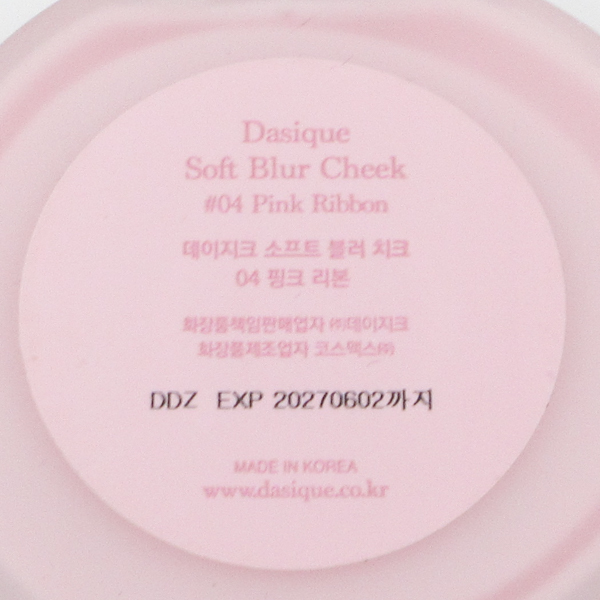 Dasique
Soft Blur Cheek
#04 Pink Ribbon
데이지크 소프트 블러 치크
04 핑크 리본
화장품책임판매업자 ㈜데이지크
화장품제조업자 코스맥스㈜
DDZ EXP 20270602까지
MADE IN KOREA
www.dasique.co.kr